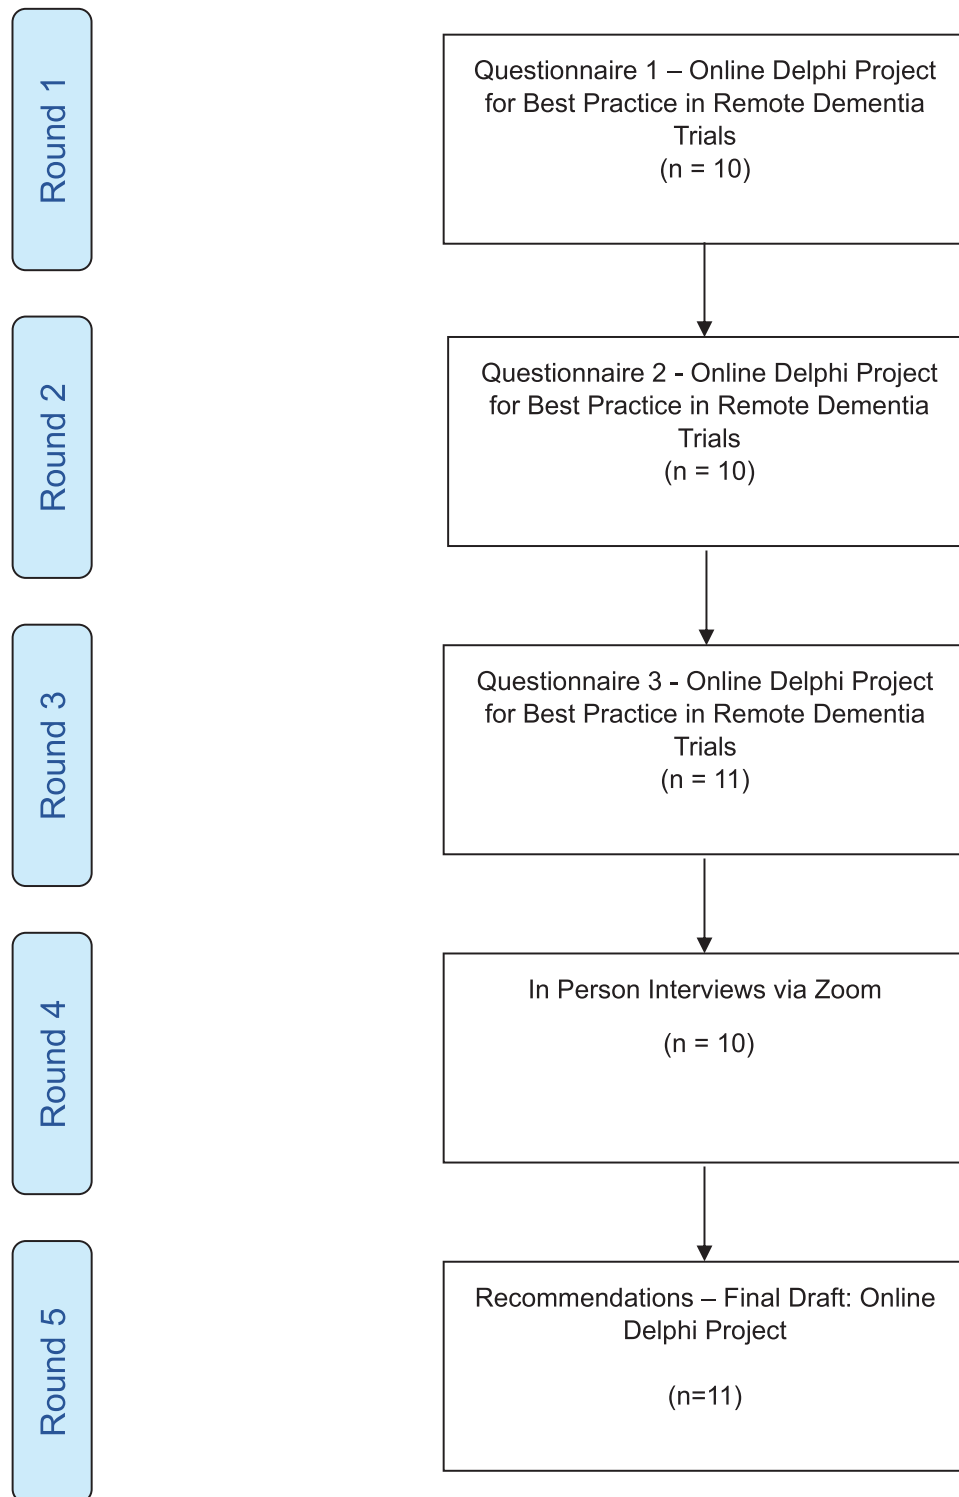 Round 1
Questionnaire 1 – Online Delphi Project
for Best Practice in Remote Dementia
Trials
(n = 10)
Round 2
Questionnaire 2 - Online Delphi Project
for Best Practice in Remote Dementia
Trials
(n = 10)
Round 3
Questionnaire 3 - Online Delphi Project
for Best Practice in Remote Dementia
Trials
(n = 11)
Round 4
In Person Interviews via Zoom
(n = 10)
Round 5
Recommendations – Final Draft: Online
Delphi Project
(n=11)